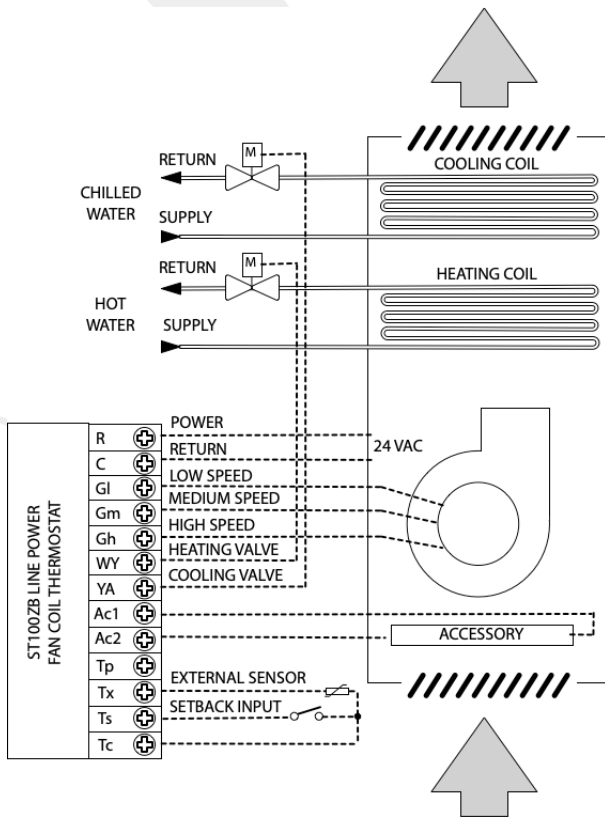 M
RETURN
COOLING COIL
CHILLED
WATER
SUPPLY
M
RETURN
HEATING COIL
HOT
WATER
SUPPLY
ST100ZB LINE POWER
FAN COIL THERMOSTAT
R
POWER
24 VAC
C
RETURN
Gl
LOW SPEED
Gm
MEDIUM SPEED
Gh
HIGH SPEED
WY
HEATING VALVE
YA
COOLING VALVE
Ac1
Ac2
ACCESSORY
Tp
Tx
EXTERNAL SENSOR
Ts
SETBACK INPUT
Tc